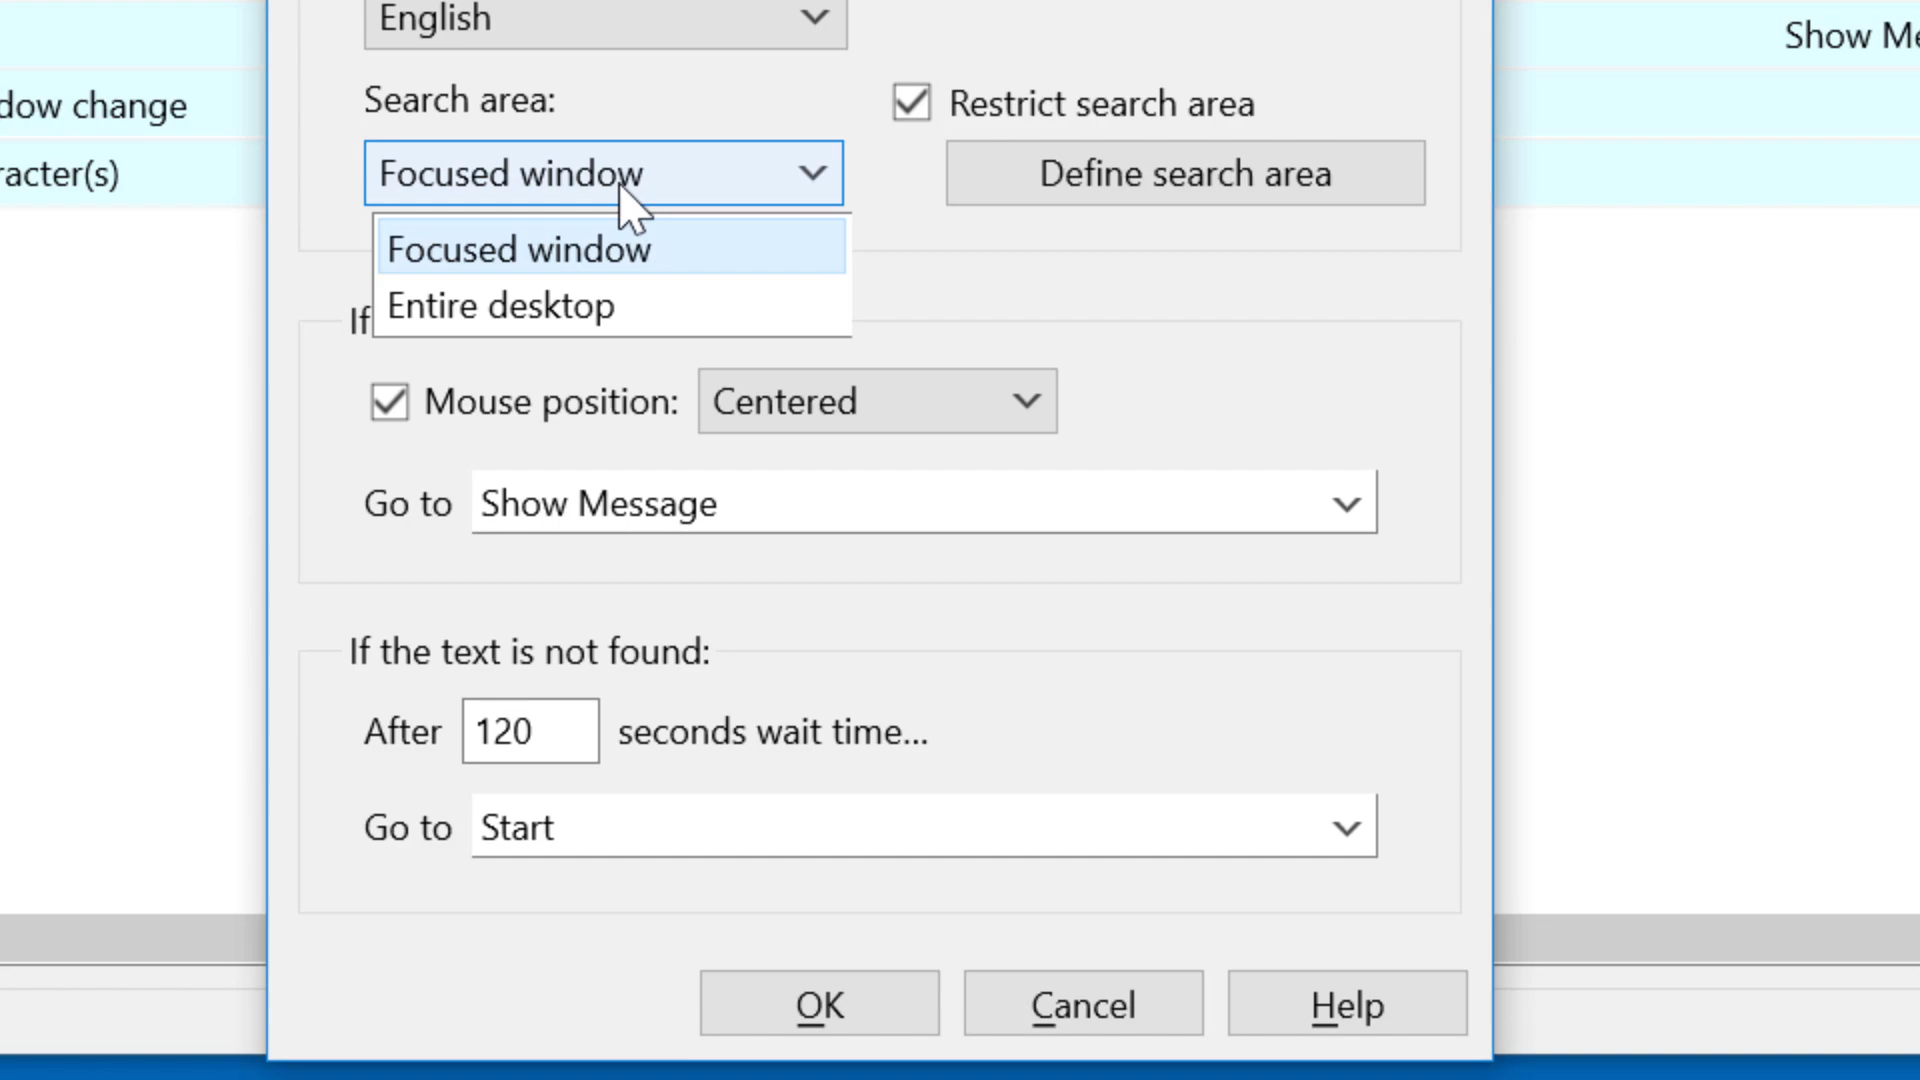 English
Show Me
Search area:
Restrict search area
dow change
Focused window
Define search area
racter(s)
Focused window
Entire desktop
If
Mouse position:
Centered
Go to
Show Message
If the text is not found:
After
120
seconds wait time...
Go to
Start
OK
Cancel
Help